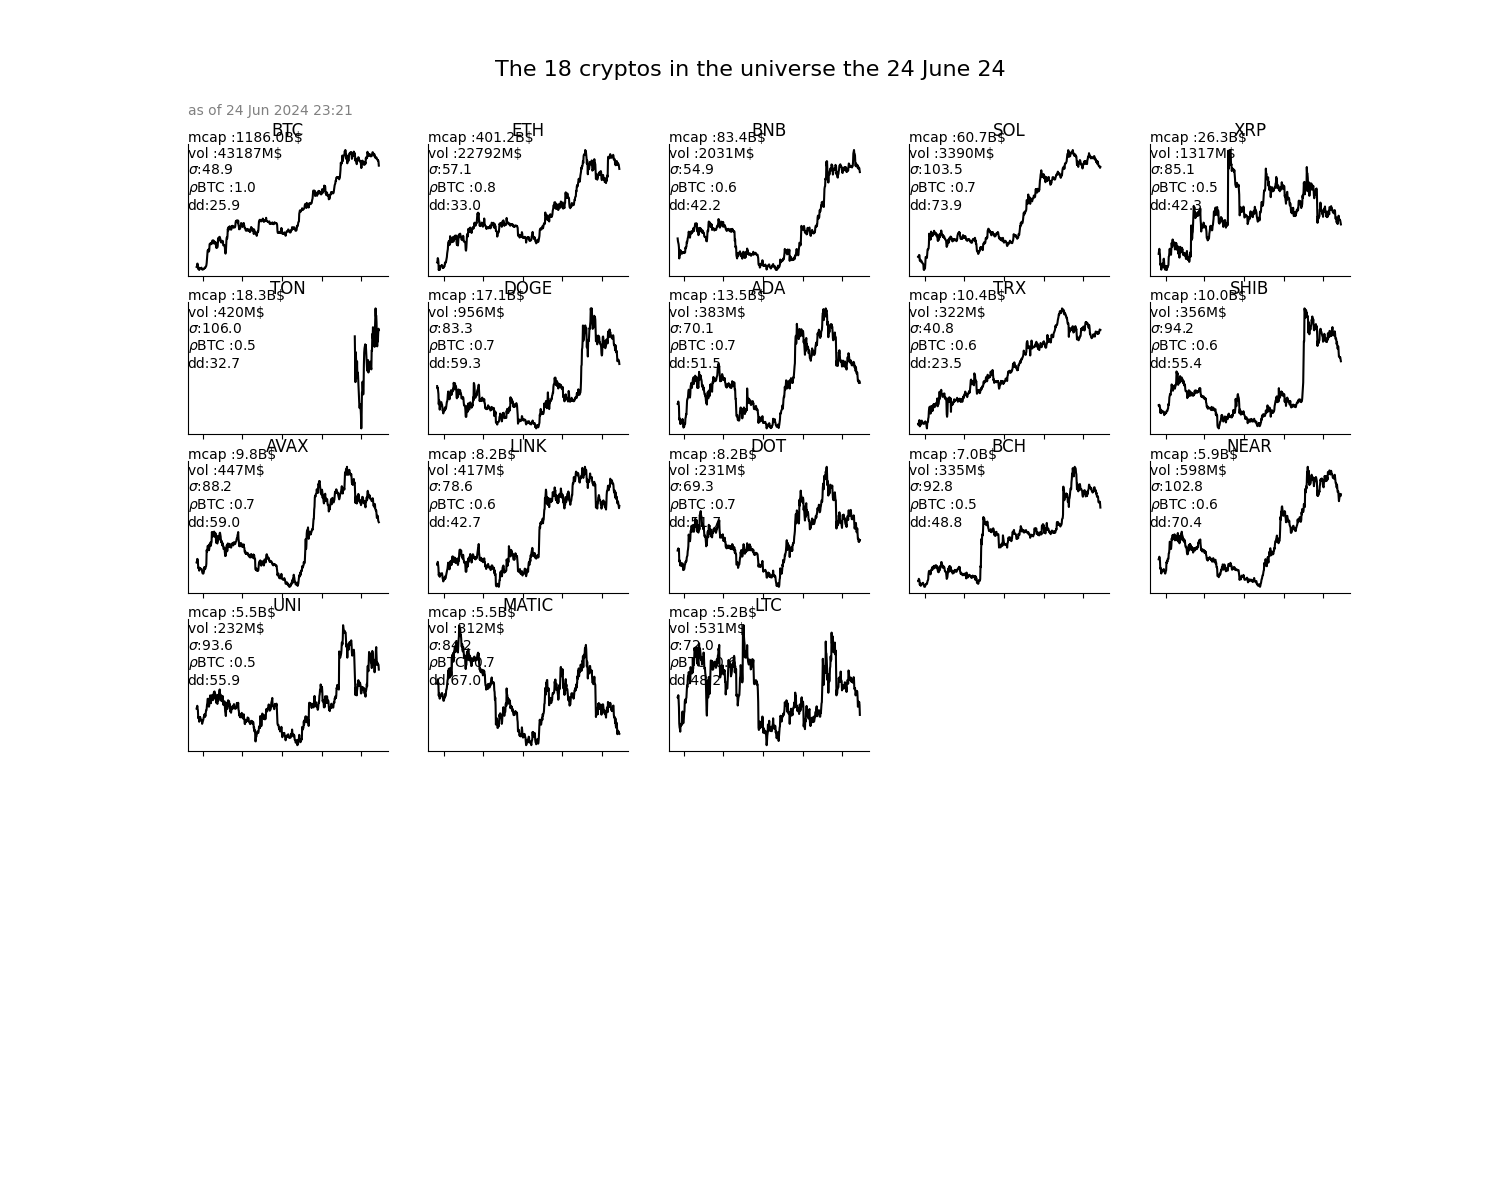 The 18 cryptos in the universe the 24 June 24
as of 24 Jun 2024 23:21
BTC
mcap :1186.0B$
vol :43187M$
σ:48.9
ρBTC :1.0
dd:25.9
ETH
mcap :401.2B$
vol :22792M$
σ:57.1
ρBTC :0.8
dd:33.0
BNB
mcap :83.4B$
vol :2031M$
σ:54.9
ρBTC :0.6
dd:42.2
SOL
mcap :60.7B$
vol :3390M$
σ:103.5
ρBTC :0.7
dd:73.9
XRP
mcap :26.3B$
vol :1317M$
σ:85.1
ρBTC :0.5
dd:42.3
TON
mcap :18.3B$
vol :420M$
σ:106.0
ρBTC :0.5
dd:32.7
DOGE
mcap :17.1B$
vol :956M$
σ:83.3
ρBTC :0.7
dd:59.3
ADA
mcap :13.5B$
vol :383M$
σ:70.1
ρBTC :0.7
dd:51.5
TRX
mcap :10.4B$
vol :322M$
σ:40.8
ρBTC :0.6
dd:23.5
SHIB
mcap :10.0B$
vol :356M$
σ:94.2
ρBTC :0.6
dd:55.4
AVAX
mcap :9.8B$
vol :447M$
σ:88.2
ρBTC :0.7
dd:59.0
LINK
mcap :8.2B$
vol :417M$
σ:78.6
ρBTC :0.6
dd:42.7
DOT
mcap :8.2B$
vol :231M$
σ:69.3
ρBTC :0.7
BCH
mcap :7.0B$
vol :335M$
σ:92.8
ρBTC :0.5
dd:48.8
NEAR
mcap :5.9B$
vol :598M$
σ:102.8
ρBTC :0.6
dd:70.4
UNI
mcap :5.5B$
vol :232M$
σ:93.6
ρBTC :0.5
dd:55.9
MATIC
mcap :5.5B$
vol :312M$
σ:84.2
ρBTC :0.7
dd:67.0
LTC
mcap :5.2B$
vol :531M$
σ:72.0
ρBTC
dd:48.2